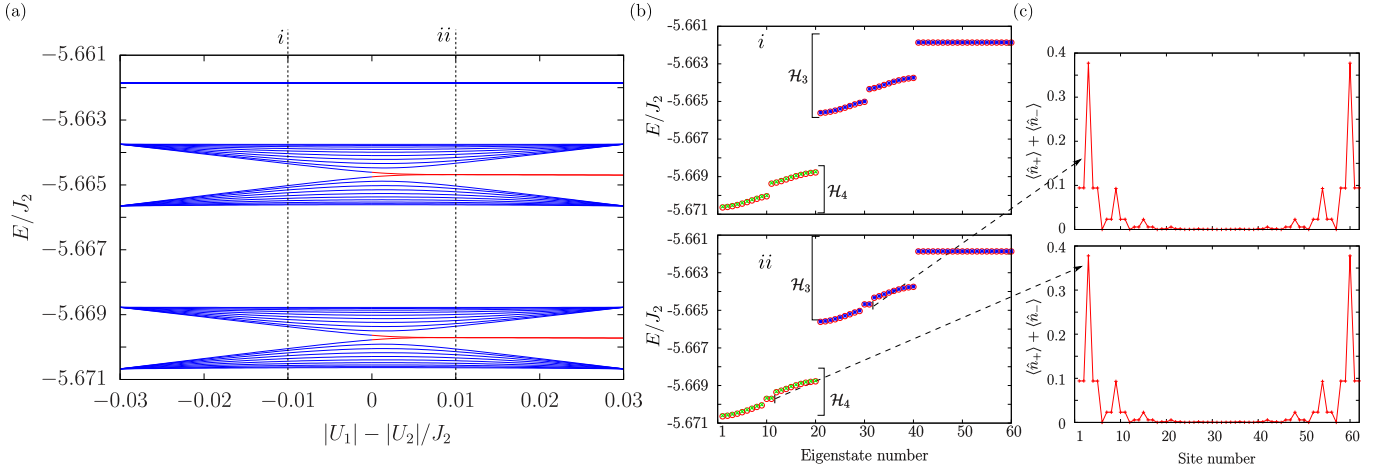 (a)
i
ii
−5.661
−5.663
−5.665
−5.667
−5.669
−5.671
E/J₂
−0.03
−0.02
−0.01
0
0.01
0.02
0.03
|U₁| − |U₂|/J₂
(b)
i
-5.661
-5.663
-5.665
-5.667
-5.669
-5.671
E/J₂
ℋ₃
ℋ₄
ii
-5.661
-5.663
-5.665
-5.667
-5.669
-5.671
E/J₂
ℋ₃
ℋ₄
1 10 20 30 40 50 60
Eigenstate number
(c)
0.4
0.3
0.2
0.1
0
⟨n̂₊⟩ + ⟨n̂₋⟩
0.4
0.3
0.2
0.1
0
⟨n̂₊⟩ + ⟨n̂₋⟩
1 10 20 30 40 50 60
Site number